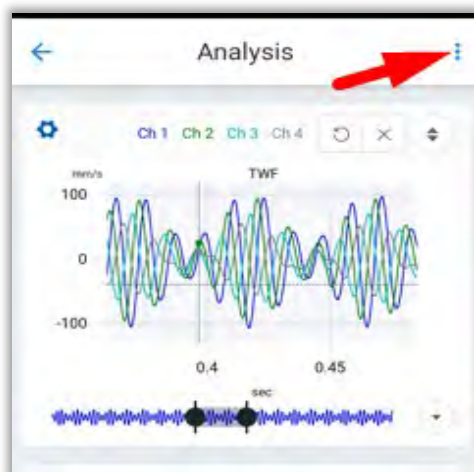 Analysis
Ch 1 Ch 2 Ch 3 Ch 4
mm/s
TWF
100
0
-100
0.4 0.45
sec